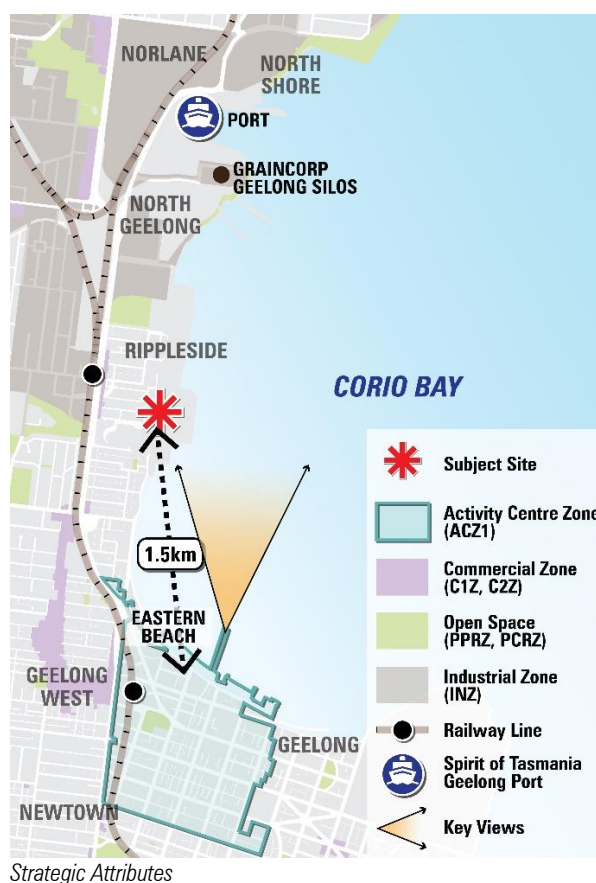 NORLANE
NORTH
SHORE
PORT
GRAINCORP
GEELONG SILOS
NORTH
GEELONG
RIPPLESIDE
CORIO BAY
1.5km
EASTERN
BEACH
GEELONG
WEST
GEELONG
NEWTOWN
Subject Site
Activity Centre Zone
(ACZ1)
Commercial Zone
(C1Z, C2Z)
Open Space
(PPRZ, PCRZ)
Industrial Zone
(INZ)
Railway Line
Spirit of Tasmania
Geelong Port
Key Views
Strategic Attributes